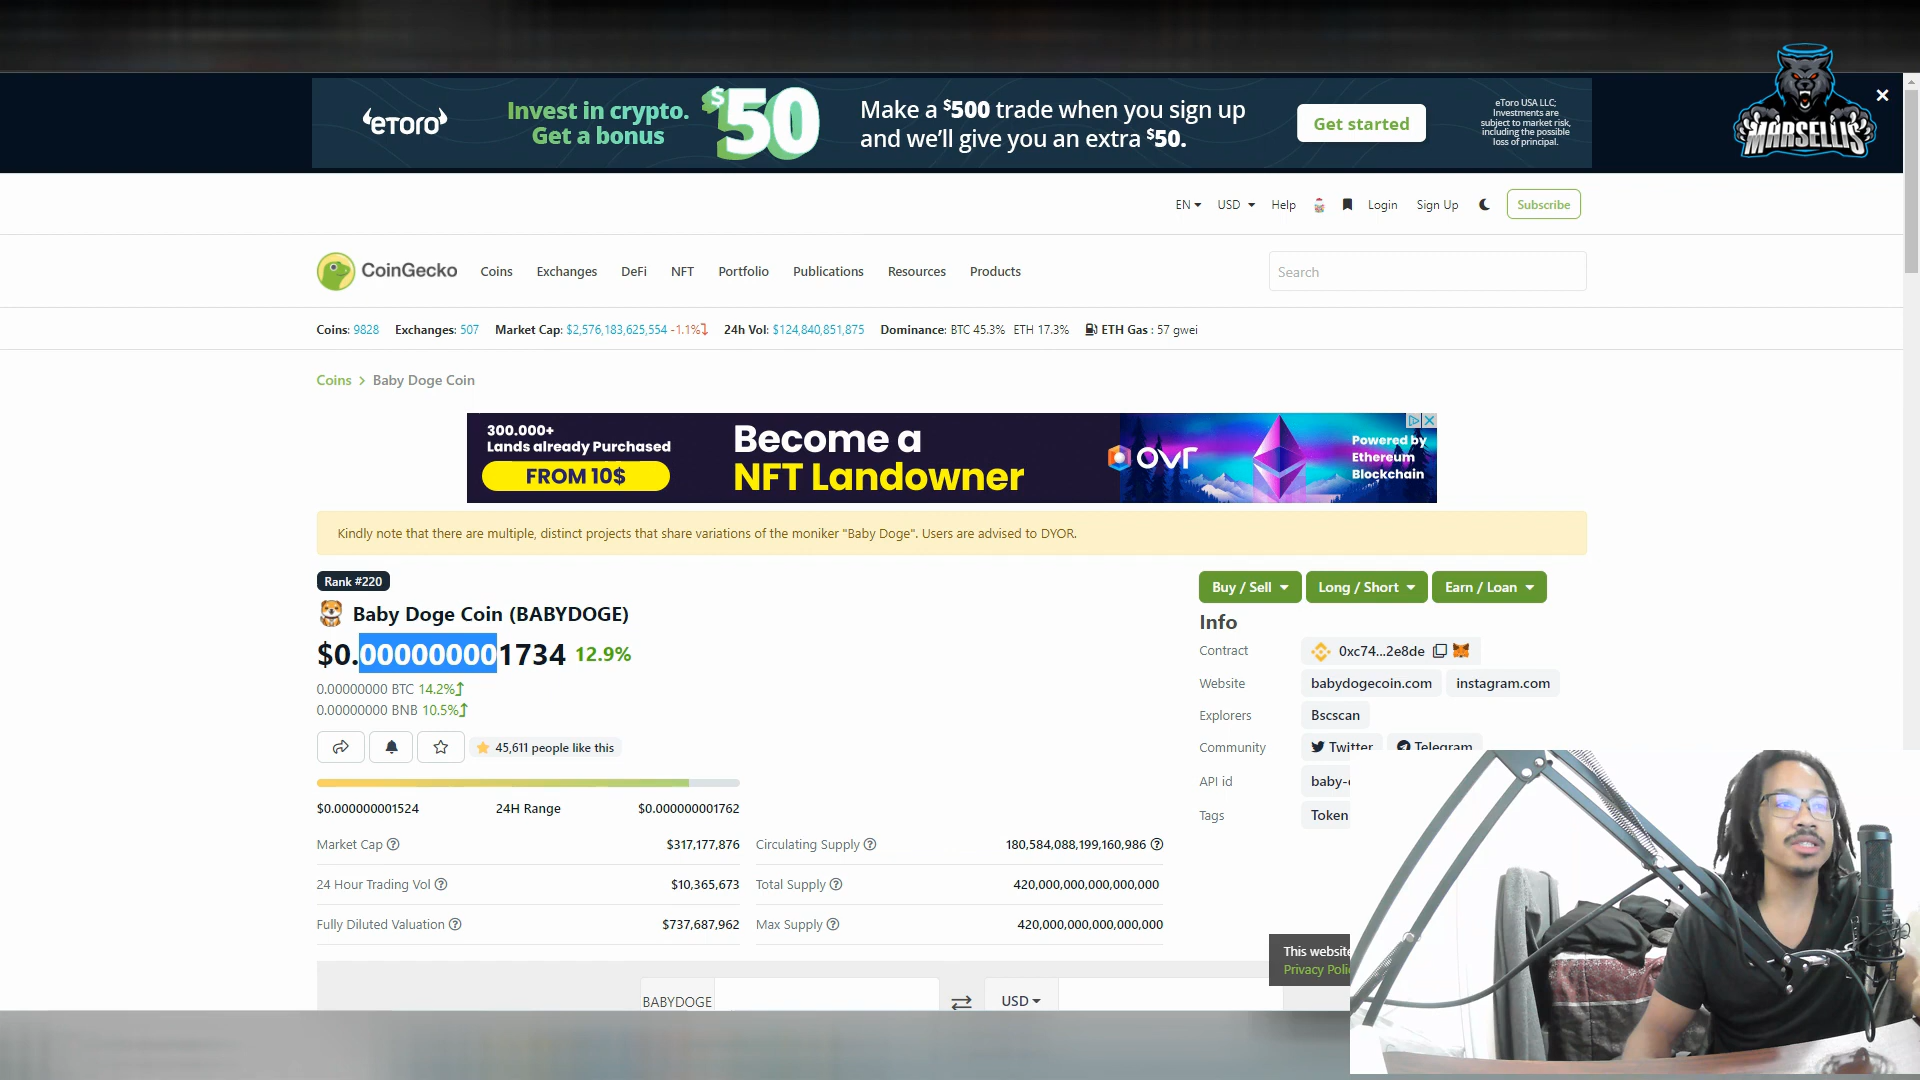 eToro
Invest in crypto.
Get a bonus
$50
Make a $500 trade when you sign up
and we'll give you an extra $50.
Get started
eToro USA LLC;
Investments are
subject to market risk,
including the possible
loss of principal.
MARSELLIS
EN
USD
Help
Login
Sign Up
Subscribe
CoinGecko
Coins
Exchanges
DeFi
NFT
Portfolio
Publications
Resources
Products
Search
Coins: 9828
Exchanges: 507
Market Cap: $2,576,183,625,554 -1.1%
24h Vol: $124,840,851,875
Dominance: BTC 45.3% ETH 17.3%
ETH Gas : 57 gwei
Coins > Baby Doge Coin
300.000+
Lands already Purchased
FROM 10$
Become a
NFT Landowner
ovr
Powered by
Ethereum
Blockchain
Kindly note that there are multiple, distinct projects that share variations of the moniker "Baby Doge". Users are advised to DYOR.
Rank #220
Baby Doge Coin (BABYDOGE)
$0.000000001734 12.9%
0.00000000 BTC 14.2%
0.00000000 BNB 10.5%
45,611 people like this
$0.000000001524
24H Range
$0.000000001762
Market Cap
$317,177,876
24 Hour Trading Vol
$10,365,673
Fully Diluted Valuation
$737,687,962
Circulating Supply
180,584,088,199,160,986
Total Supply
420,000,000,000,000,000
Max Supply
420,000,000,000,000,000
Buy / Sell
Long / Short
Earn / Loan
Info
Contract
0xc74...2e8de
Website
babydogecoin.com
instagram.com
Explorers
Bscscan
Community
Twitter
Telegram
API id
baby-
Tags
Token
This website
Privacy Poli
BABYDOGE
USD